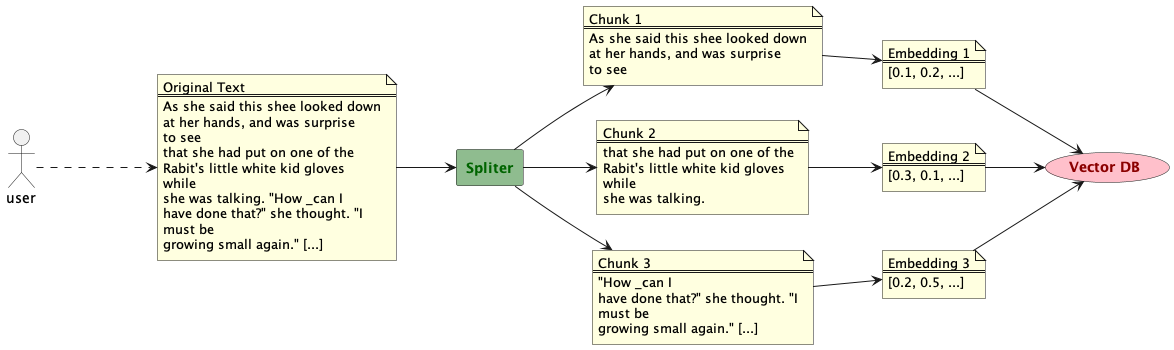 user
Original Text
As she said this shee looked down
at her hands, and was surprise
to see
that she had put on one of the
Rabit's little white kid gloves
while
she was talking. "How _can I
have done that?" she thought. "I
must be
growing small again." [...]
Spliter
Chunk 1
As she said this shee looked down
at her hands, and was surprise
to see
Chunk 2
that she had put on one of the
Rabit's little white kid gloves
while
she was talking.
Chunk 3
"How _can I
have done that?" she thought. "I
must be
growing small again." [...]
Embedding 1
[0.1, 0.2, ...]
Embedding 2
[0.3, 0.1, ...]
Embedding 3
[0.2, 0.5, ...]
Vector DB